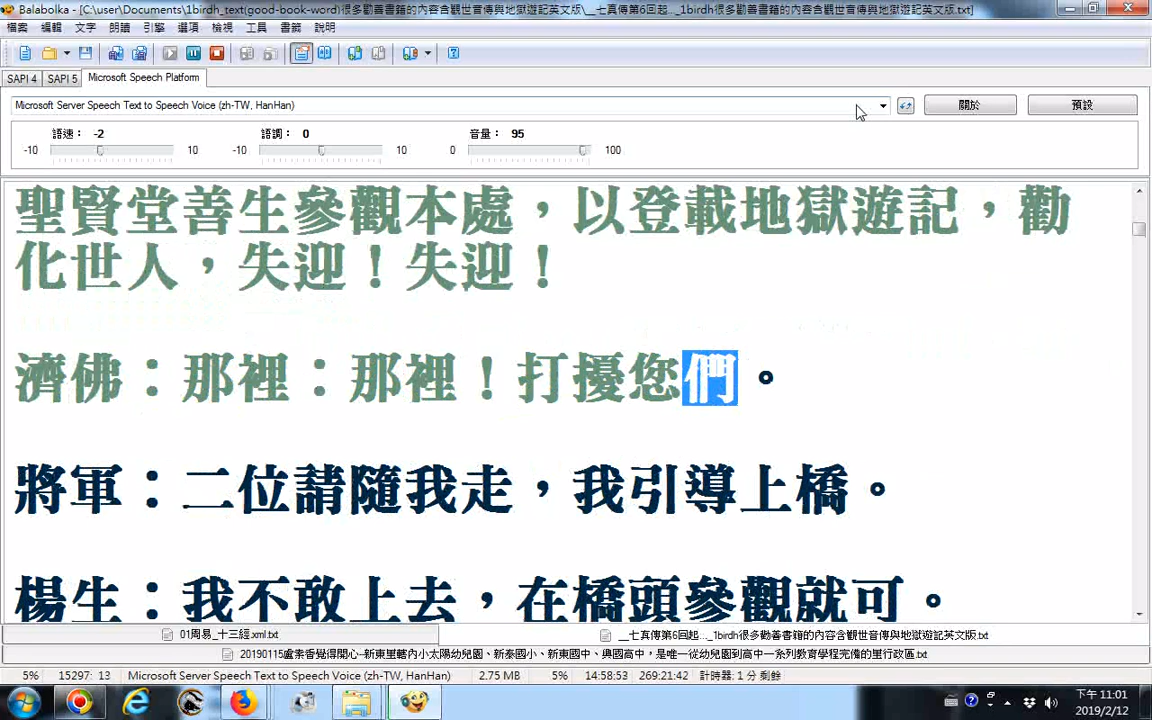 Balabolka - [C:\user\Documents\1birdh_text(good-book-word)很多勸善書籍的內容含觀世音傳與地獄遊記英文版\__七真傳第6回起..._1birdh很多勸善書籍的內容含觀世音傳與地獄遊記英文版.txt]
檔案 編輯 文字 朗讀 引擎 選項 檢視 工具 書籤 說明
SAPI 4 SAPI 5 Microsoft Speech Platform
Microsoft Server Speech Text to Speech Voice (zh-TW, HanHan) 關於 預設
語速： -2 語調： 0 音量： 95
-10 10 -10 10 0 100
聖賢堂善生參觀本處，以登載地獄遊記，勸
化世人，失迎！失迎！
濟佛：那裡：那裡！打擾您們。
將軍：二位請隨我走，我引導上橋。
楊生：我不敢上去，在橋頭參觀就可。
01周易_十三經.xml.txt __七真傳第6回起..._1birdh很多勸善書籍的內容含觀世音傳與地獄遊記英文版.txt
20190115盧素香覺得開心-新東里轄內小太陽幼兒園、新泰國小、新東國中、興國高中，是唯一從幼兒園到高中一系列教育學程完備的里行政區.txt
5% 15297: 13 Microsoft Server Speech Text to Speech Voice (zh-TW, HanHan) 2.75 MB 5% 14:58:53 269:21:42 計時器: 1 分 剩餘
下午 11:01
2019/2/12